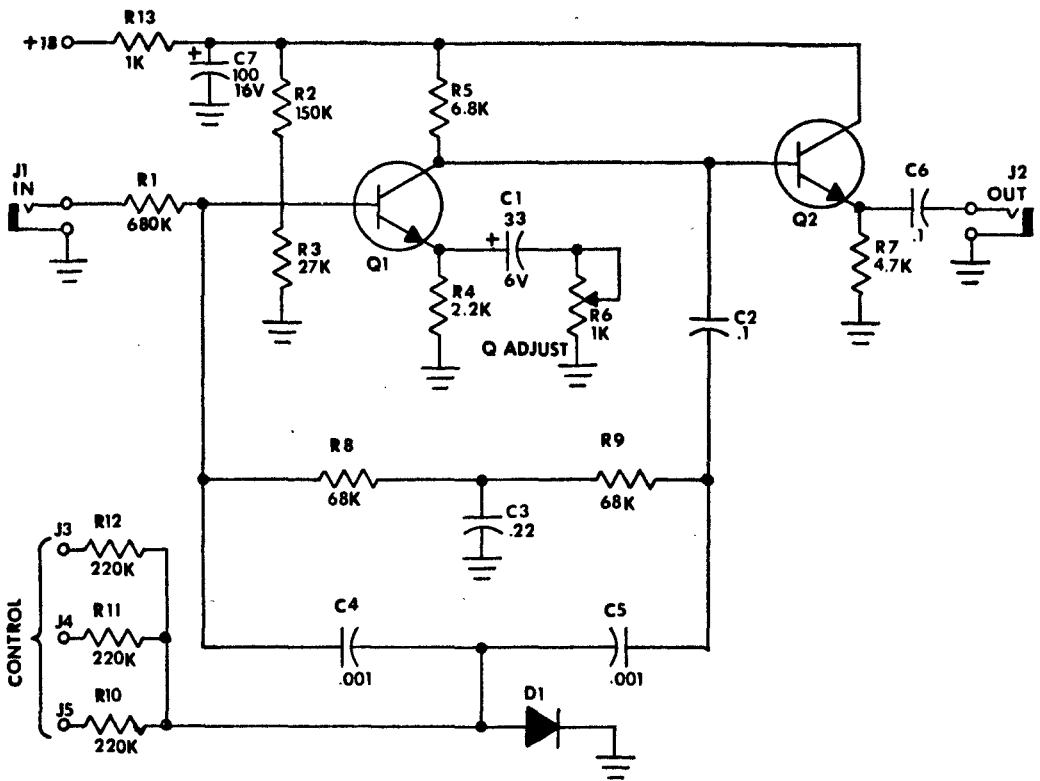 R13
+18
1K
+
C7
100
16V
R2
150K
R5
6.8K
J1
IN
R1
680K
R3
27K
Q1
C1
33
+
6V
R4
2.2K
R6
1K
Q ADJUST
Q2
C6
.1
J2
OUT
R7
4.7K
C2
.1
R8
68K
R9
68K
C3
.22
CONTROL
J3
R12
220K
J4
R11
220K
J5
R10
220K
C4
.001
C5
.001
D1